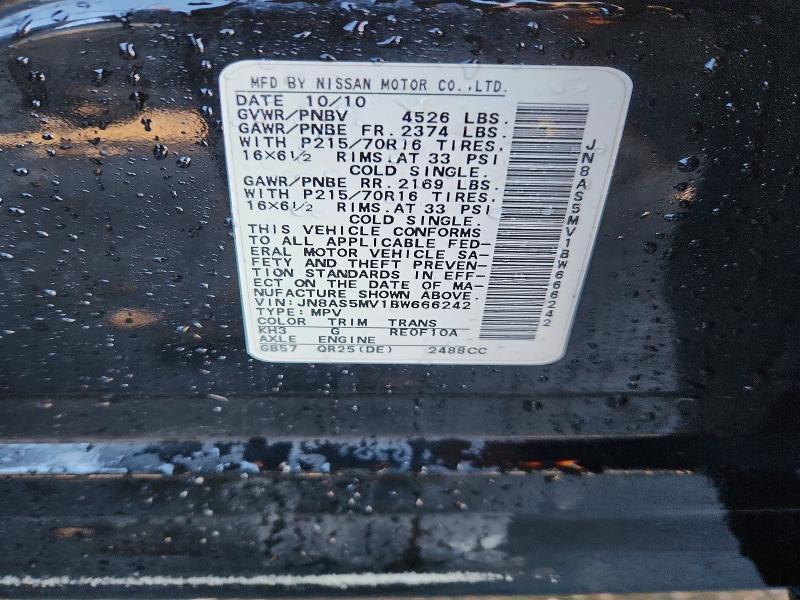 MFD BY NISSAN MOTOR CO.,LTD.
DATE 10/10
GVWR/PNBV 4526 LBS.
GAWR/PNBE FR. 2374 LBS.
WITH P215/70R16 TIRES,
16×6½ RIMS.AT 33 PSI
COLD SINGLE.
GAWR/PNBE RR. 2169 LBS.
WITH P215/70R16 TIRES,
16×6½ RIMS.AT 33 PSI
COLD SINGLE.
THIS VEHICLE CONFORMS
TO ALL APPLICABLE FED-
ERAL MOTOR VEHICLE SA-
FETY AND THEFT PREVEN-
TION STANDARDS IN EFF-
ECT ON THE DATE OF MA-
NUFACTURE SHOWN ABOVE.
VIN:JN8AS5MV1BW666242
TYPE: MPV
COLOR TRIM TRANS
KH3 G RE0F10A
AXLE ENGINE
GB57 QR25(DE) 2488CC
JN8AS5MV1BW666242